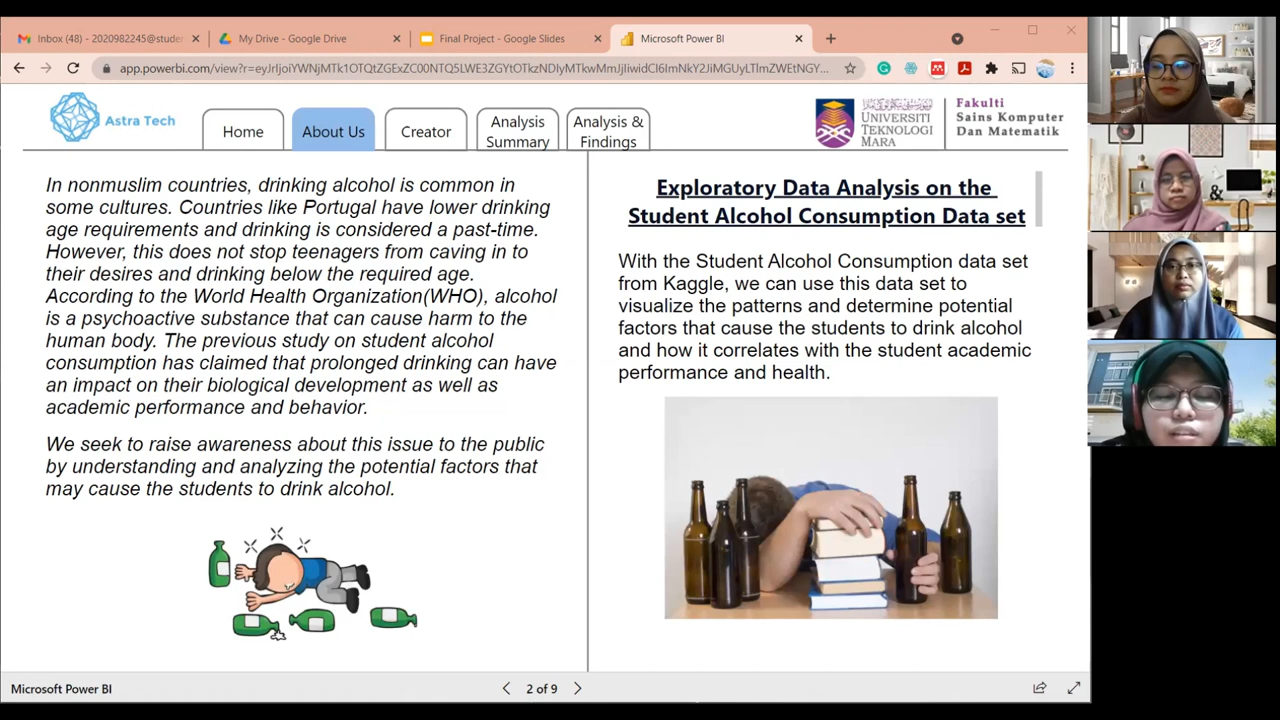 Inbox (48) - 2020982245@stude
My Drive - Google Drive
Final Project - Google Slides
Microsoft Power BI
Astra Tech
Home
About Us
Creator
Analysis
Summary
Analysis &
Findings
UNIVERSITI
TEKNOLOGI
MARA
Fakulti
Sains Komputer
Dan Matematik
In nonmuslim countries, drinking alcohol is common in
some cultures. Countries like Portugal have lower drinking
age requirements and drinking is considered a past-time.
However, this does not stop teenagers from caving in to
their desires and drinking below the required age.
According to the World Health Organization(WHO), alcohol
is a psychoactive substance that can cause harm to the
human body. The previous study on student alcohol
consumption has claimed that prolonged drinking can have
an impact on their biological development as well as
academic performance and behavior.
We seek to raise awareness about this issue to the public
by understanding and analyzing the potential factors that
may cause the students to drink alcohol.
Exploratory Data Analysis on the
Student Alcohol Consumption Data set
With the Student Alcohol Consumption data set
from Kaggle, we can use this data set to
visualize the patterns and determine potential
factors that cause the students to drink alcohol
and how it correlates with the student academic
performance and health.
Microsoft Power BI
2 of 9